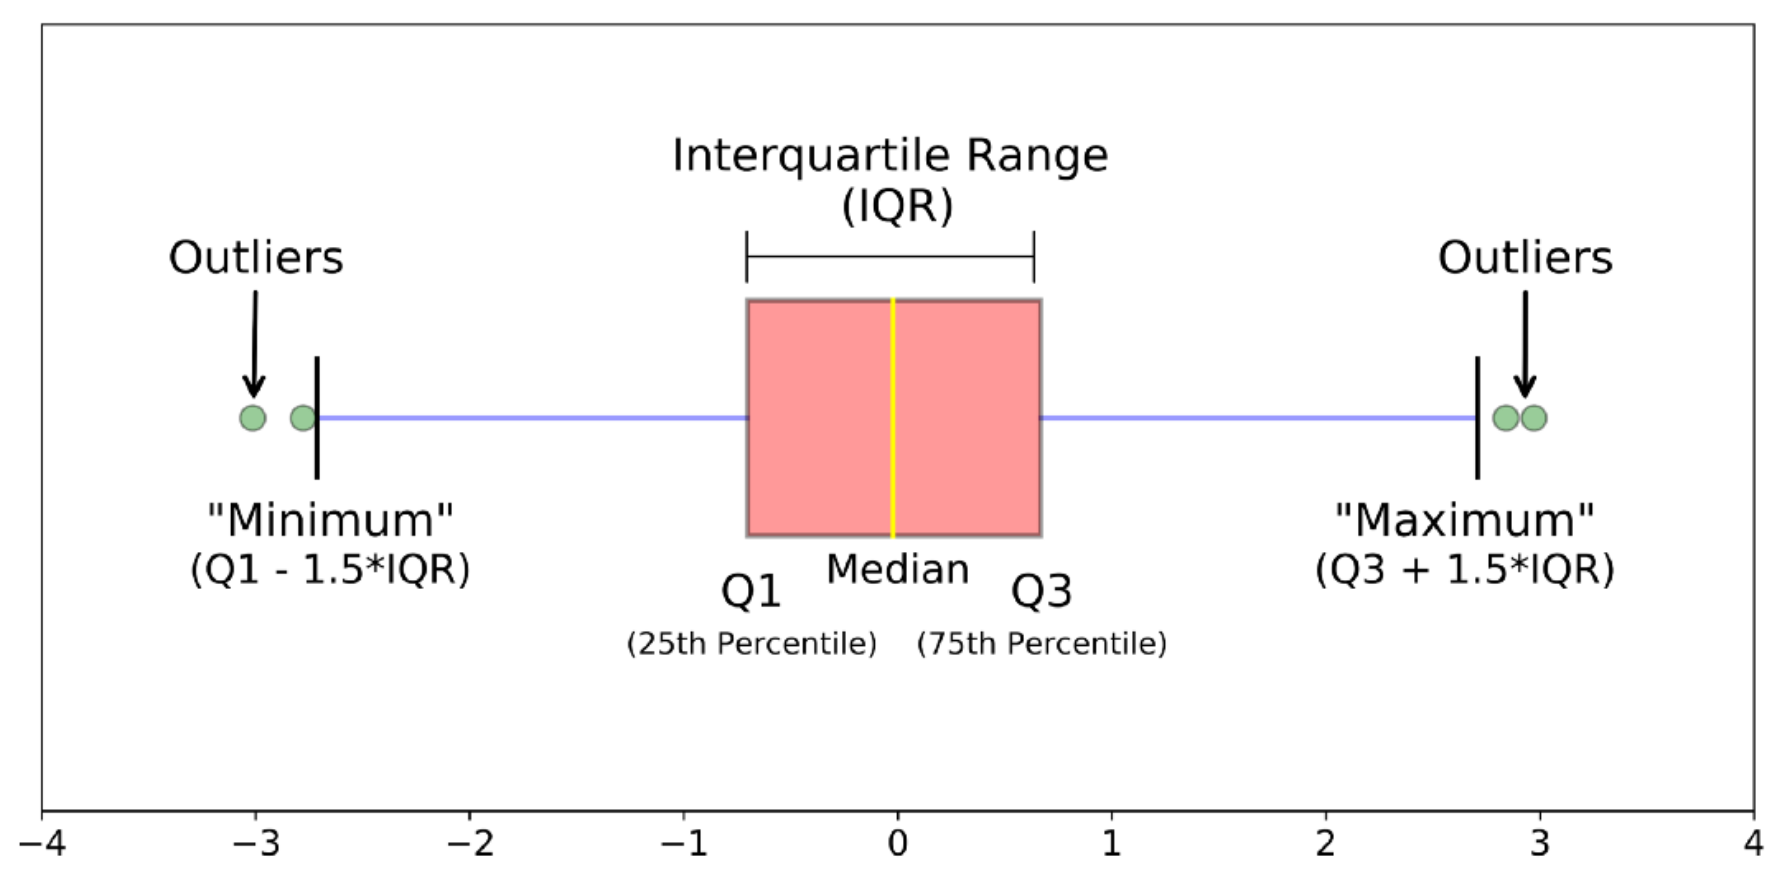 Interquartile Range
(IQR)
Outliers
Outliers
"Minimum"
(Q1 - 1.5*IQR)
"Maximum"
(Q3 + 1.5*IQR)
Median
Q1
Q3
(25th Percentile)
(75th Percentile)
−4
−3
−2
−1
0
1
2
3
4